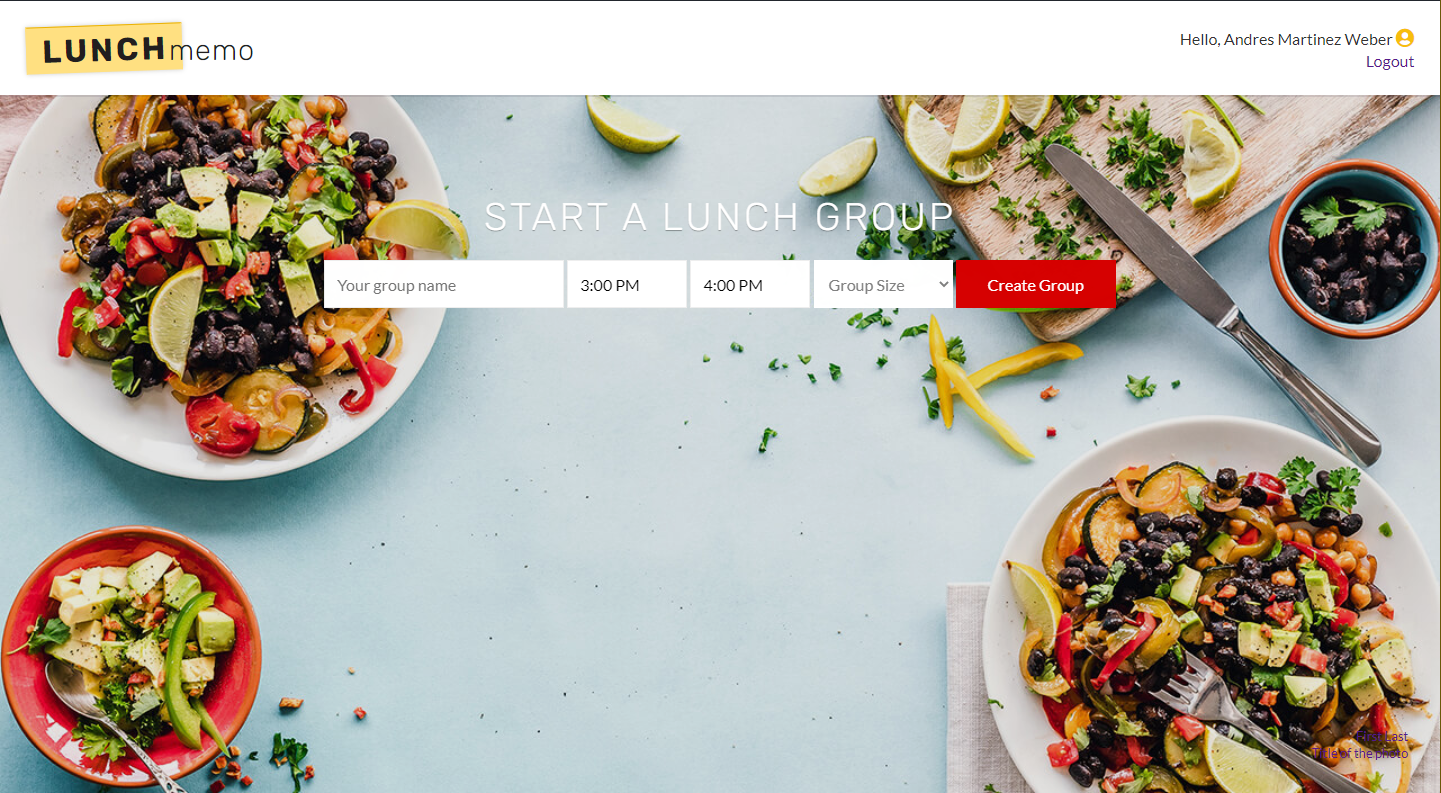 LUNCHmemo
Hello, Andres Martinez Weber
Logout
START A LUNCH GROUP
Your group name
3:00 PM
4:00 PM
Group Size
Create Group
First Last
Title of the photo